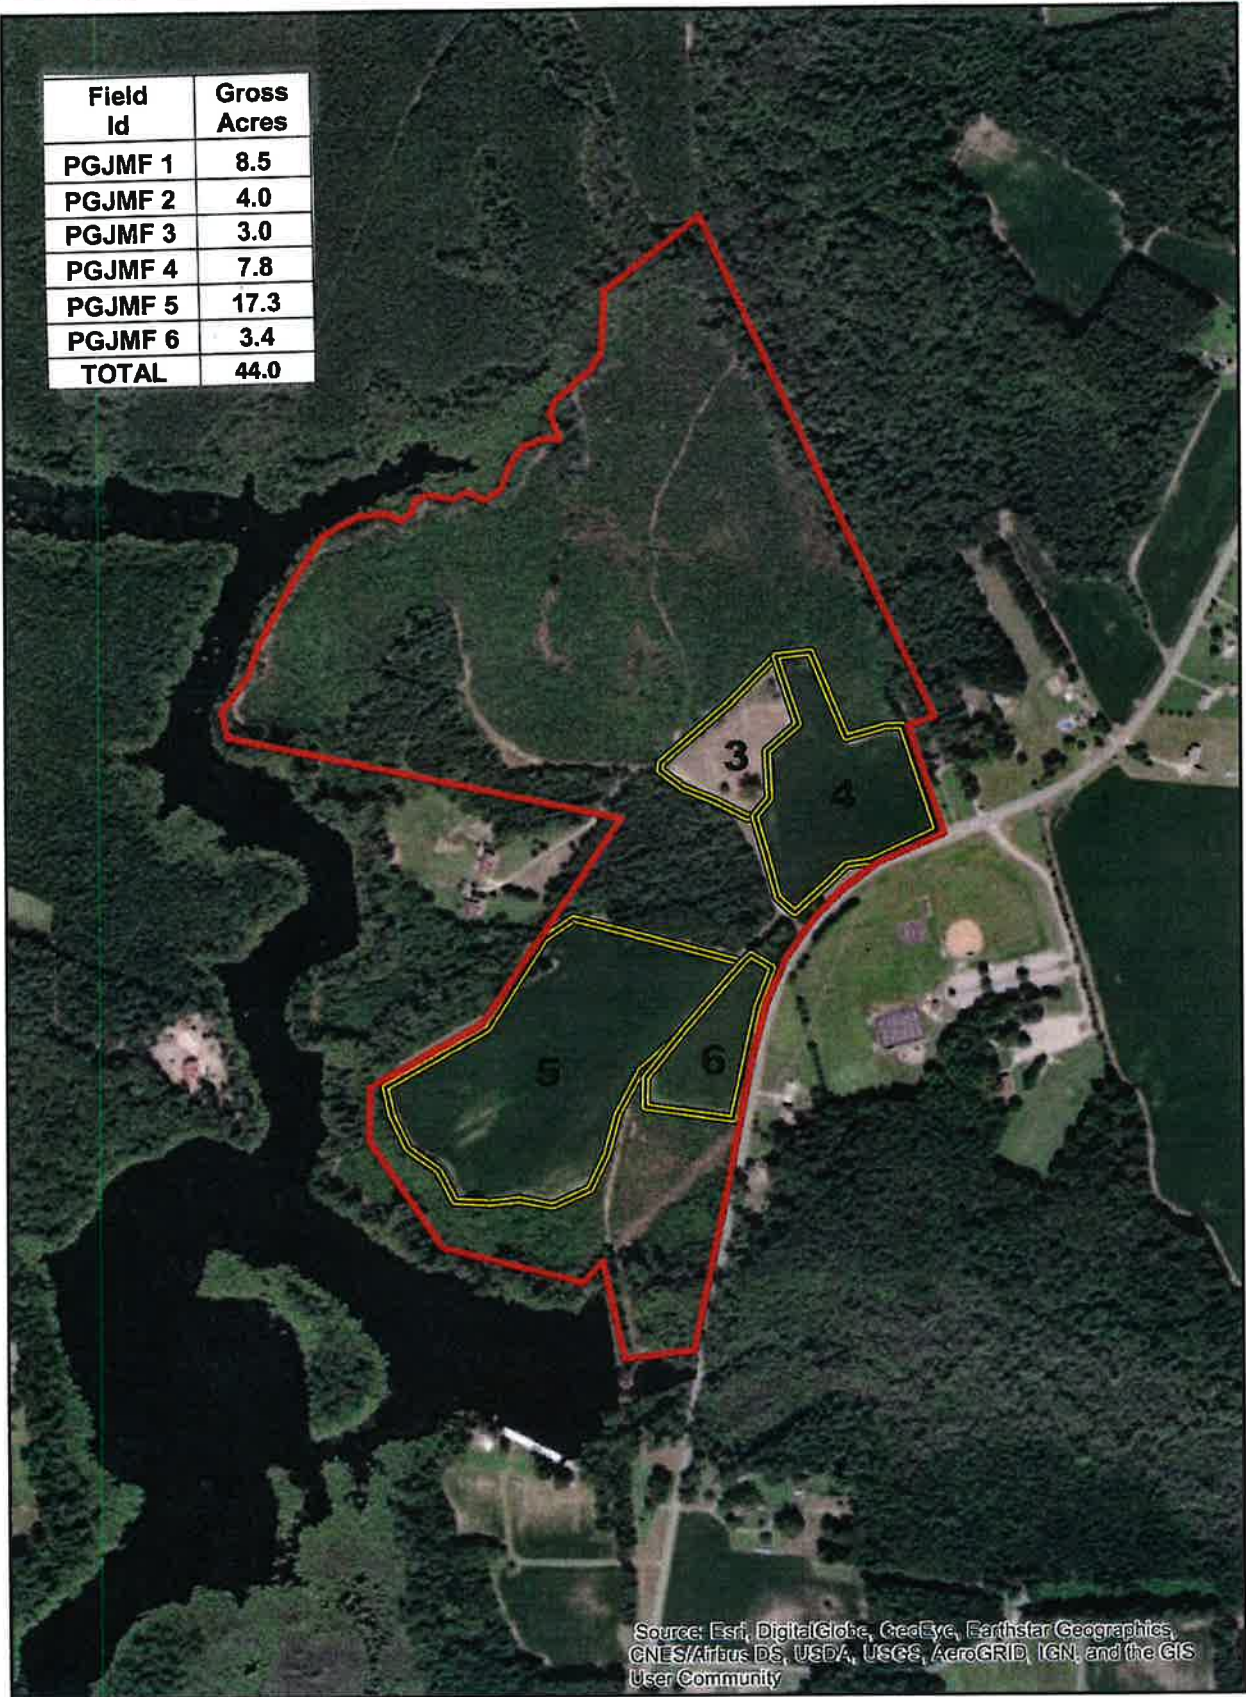 Field Id Gross Acres
PGJMF 1 8.5
PGJMF 2 4.0
PGJMF 3 3.0
PGJMF 4 7.8
PGJMF 5 17.3
PGJMF 6 3.4
TOTAL 44.0
3
4
5
6
Source: Esri, DigitalGlobe, GeoEye, Earthstar Geographics,
CNES/Airbus DS, USDA, USGS, AeroGRID, IGN, and the GIS
User Community